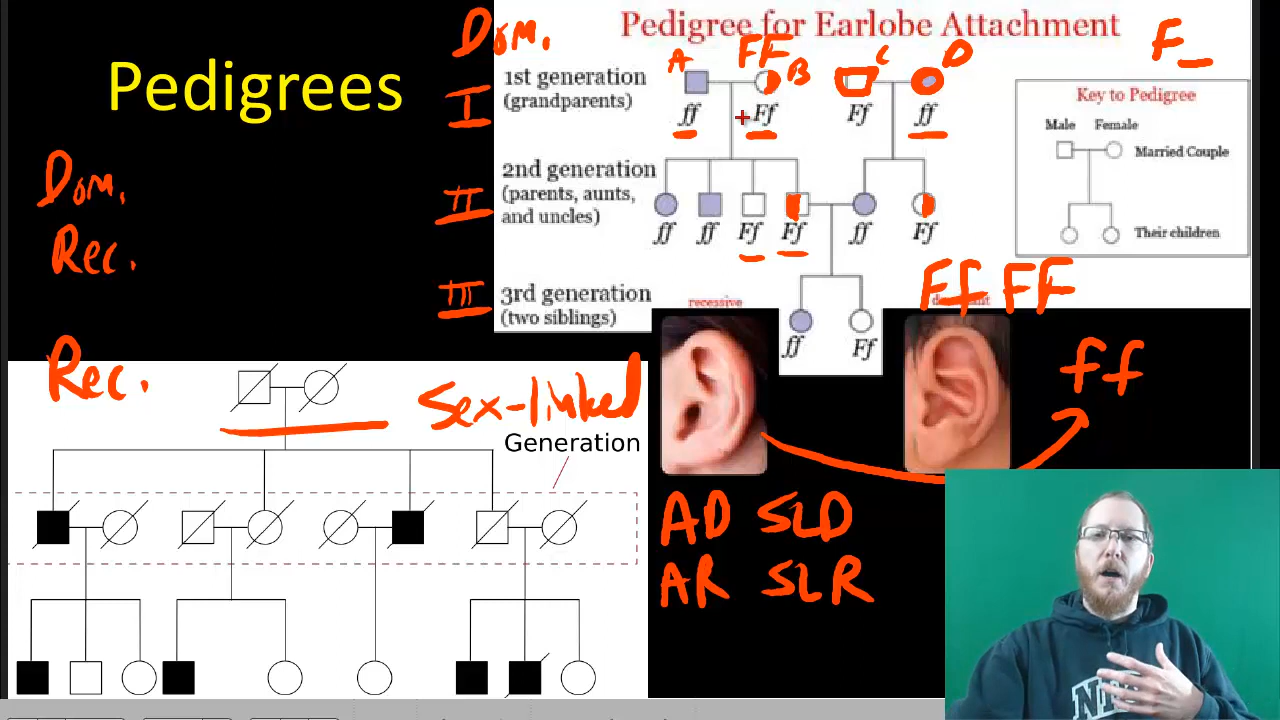 Pedigrees
Dom.
Rec.
Rec.
Sex-linked
Generation
Dom.
I
II
III
Pedigree for Earlobe Attachment
F_
1st generation
(grandparents)
A FF B C D
ff + Ff Ff ff
2nd generation
(parents, aunts,
and uncles)
ff ff Ff Ff ff Ff
3rd generation
(two siblings)
ff Ff
Key to Pedigree
Male Female
Married Couple
Their children
recessive
Ff FF
ff
AD SLD
AR SLR